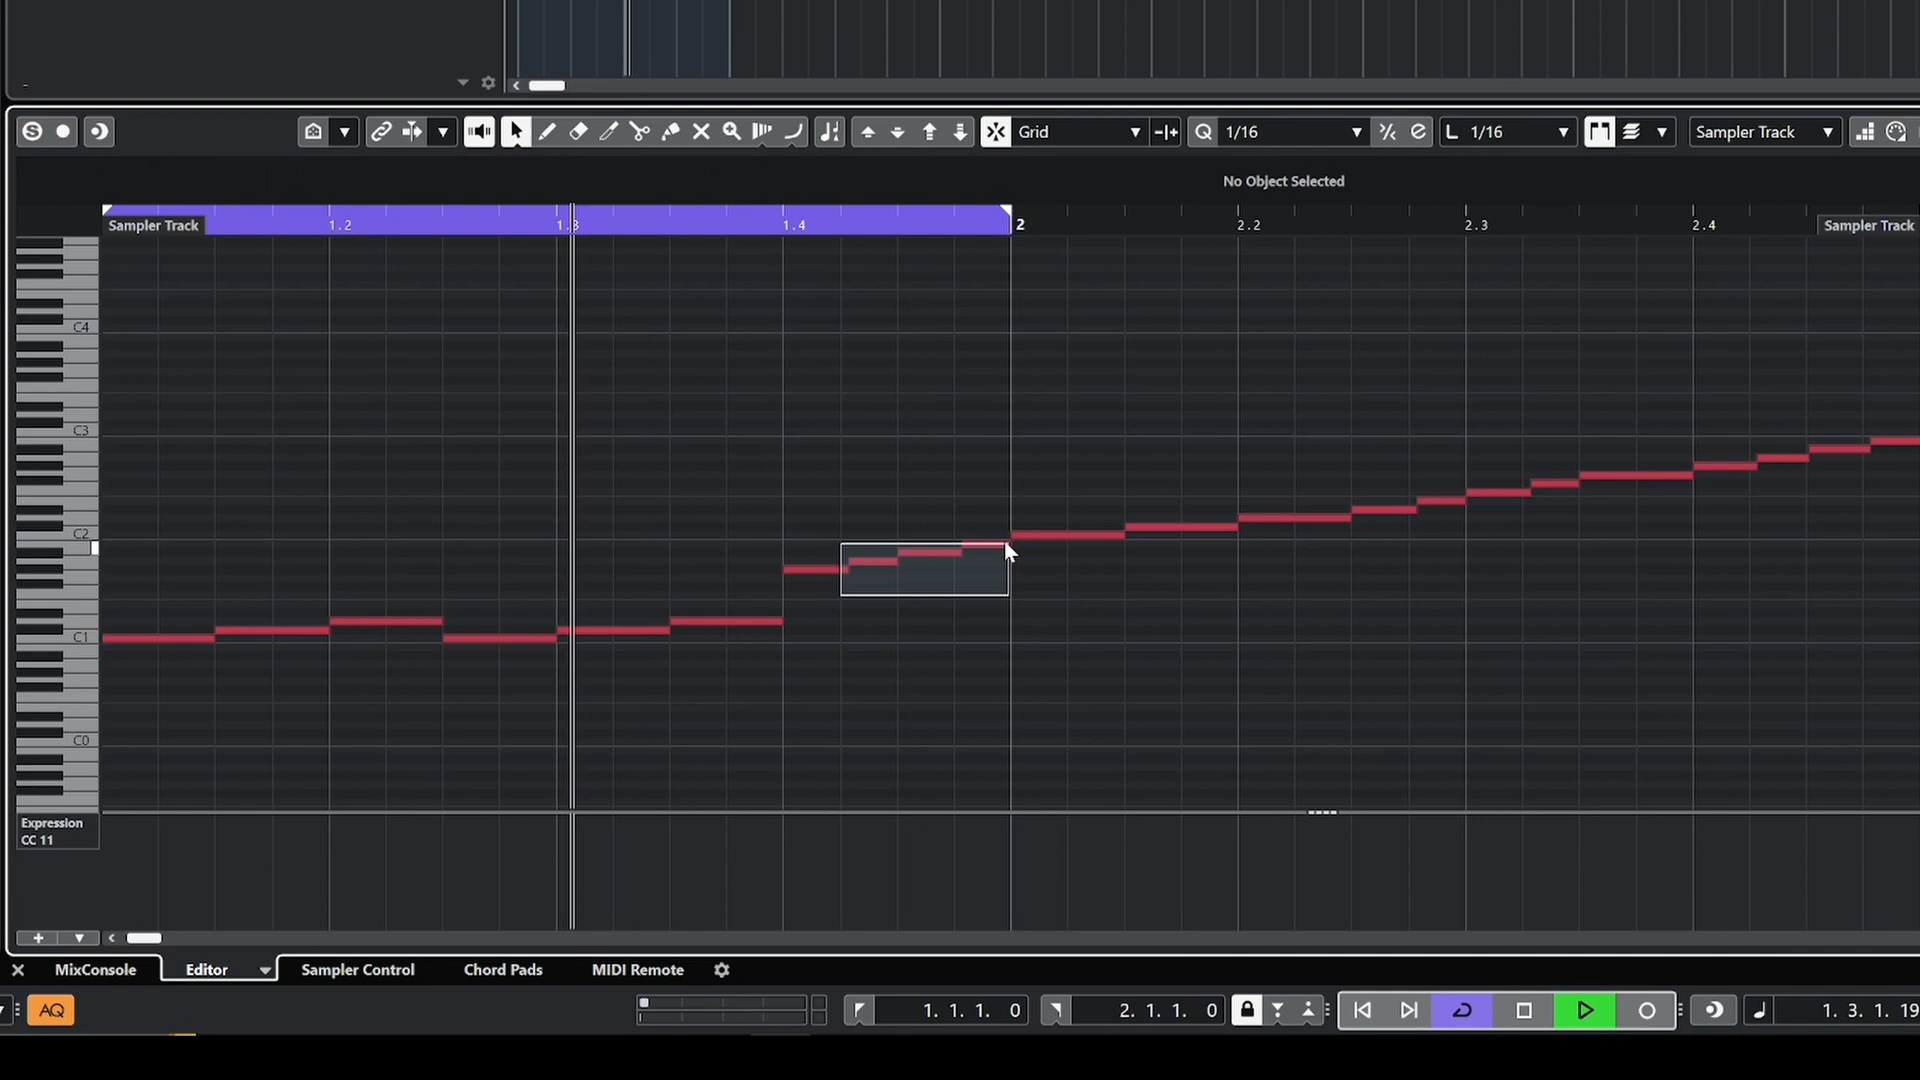 Grid
Q 1/16
L 1/16
Sampler Track
No Object Selected
Sampler Track 1.2 1.3 1.4 2 2.2 2.3 2.4 Sampler Track
C4
C3
C2
C1
C0
Expression
CC 11
MixConsole Editor Sampler Control Chord Pads MIDI Remote
AQ 1. 1. 1. 0 2. 1. 1. 0 1. 3. 1. 19